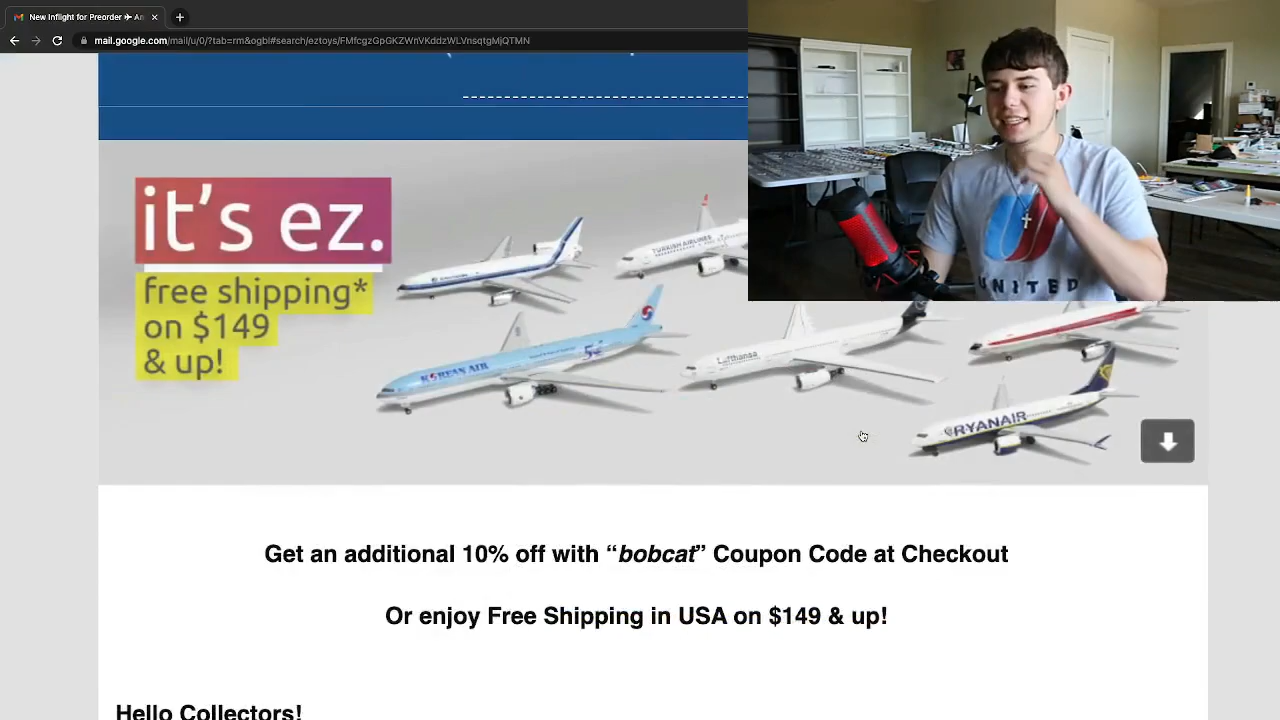 New Inflight for Preorder ✈ An
mail.google.com/mail/u/0/?tab=rm&ogbl#search/eztoys/FMfcgzGpGKZWnVKddzWLVnsqtgMjQTMN
it's ez.
free shipping*
on $149
& up!
TURKISH AIRLINES
KOREAN AIR
Lufthansa
RYANAIR
UNITED
Get an additional 10% off with “bobcat” Coupon Code at Checkout
Or enjoy Free Shipping in USA on $149 & up!
Hello Collectors!